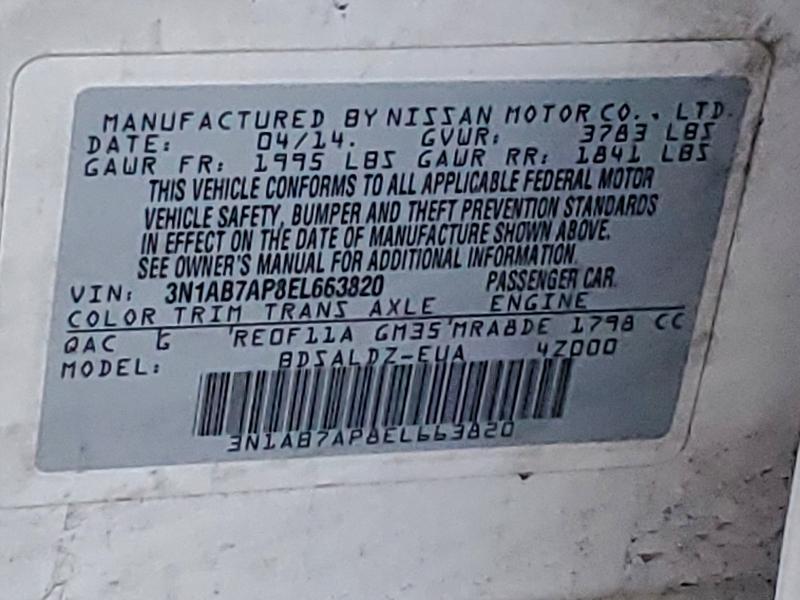 MANUFACTURED BY NISSAN MOTOR CO., LTD.
DATE: 04/14. GVWR: 3783 LBS
GAWR FR: 1995 LBS GAWR RR: 1841 LBS
THIS VEHICLE CONFORMS TO ALL APPLICABLE FEDERAL MOTOR
VEHICLE SAFETY, BUMPER AND THEFT PREVENTION STANDARDS
IN EFFECT ON THE DATE OF MANUFACTURE SHOWN ABOVE.
SEE OWNER'S MANUAL FOR ADDITIONAL INFORMATION.
VIN: 3N1AB7AP8EL663820 PASSENGER CAR.
COLOR TRIM TRANS AXLE ENGINE
QAC G 'RE0F11A GM35'MRA8DE 1798 CC
MODEL: BDSALDZ-EUA 4Z000
3N1AB7AP8EL663820